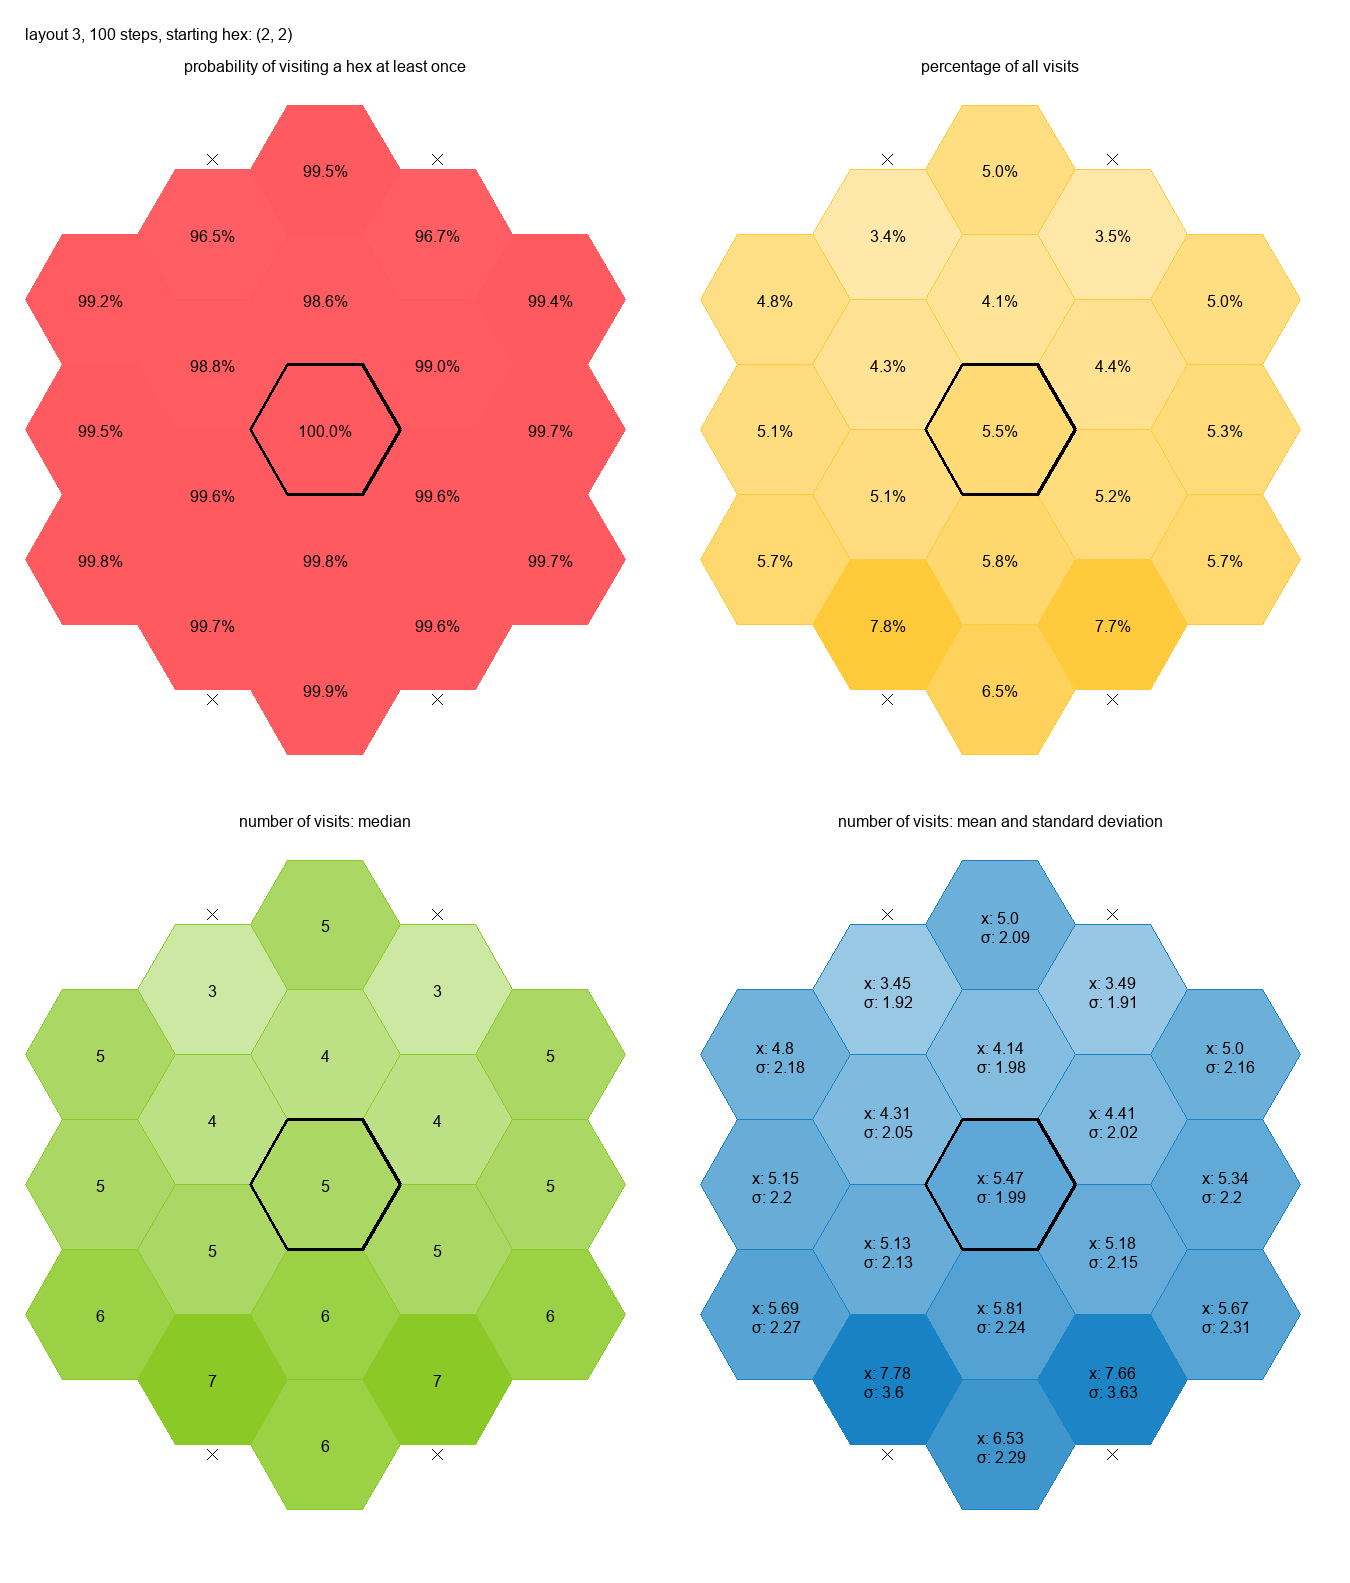 layout 3, 100 steps, starting hex: (2, 2)
probability of visiting a hex at least once
99.5%
96.5% 96.7%
99.2% 98.6% 99.4%
98.8% 99.0%
99.5% 100.0% 99.7%
99.6% 99.6%
99.8% 99.8% 99.7%
99.7% 99.6%
99.9%
percentage of all visits
5.0%
3.4% 3.5%
4.8% 4.1% 5.0%
4.3% 4.4%
5.1% 5.5% 5.3%
5.1% 5.2%
5.7% 5.8% 5.7%
7.8% 7.7%
6.5%
number of visits: median
5
3 3
5 4 5
4 4
5 5 5
5 5
6 6 6
7 7
6
number of visits: mean and standard deviation
x: 5.0
σ: 2.09
x: 3.45
σ: 1.92
x: 3.49
σ: 1.91
x: 4.8
σ: 2.18
x: 4.14
σ: 1.98
x: 5.0
σ: 2.16
x: 4.31
σ: 2.05
x: 4.41
σ: 2.02
x: 5.15
σ: 2.2
x: 5.47
σ: 1.99
x: 5.34
σ: 2.2
x: 5.13
σ: 2.13
x: 5.18
σ: 2.15
x: 5.69
σ: 2.27
x: 5.81
σ: 2.24
x: 5.67
σ: 2.31
x: 7.78
σ: 3.6
x: 7.66
σ: 3.63
x: 6.53
σ: 2.29